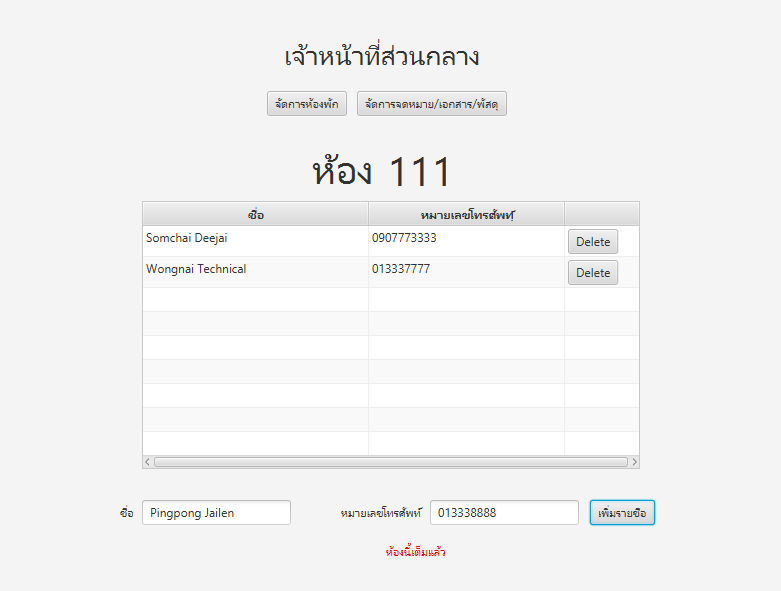 เจ้าหน้าที่ส่วนกลาง
จัดการห้องพัก จัดการจดหมาย/เอกสาร/พัสดุ
ห้อง 111
ชื่อ หมายเลขโทรศัพท์
Somchai Deejai 0907773333 Delete
Wongnai Technical 013337777 Delete
ชื่อ Pingpong Jailen หมายเลขโทรศัพท์ 013338888 เพิ่มรายชื่อ
ห้องนี้เต็มแล้ว